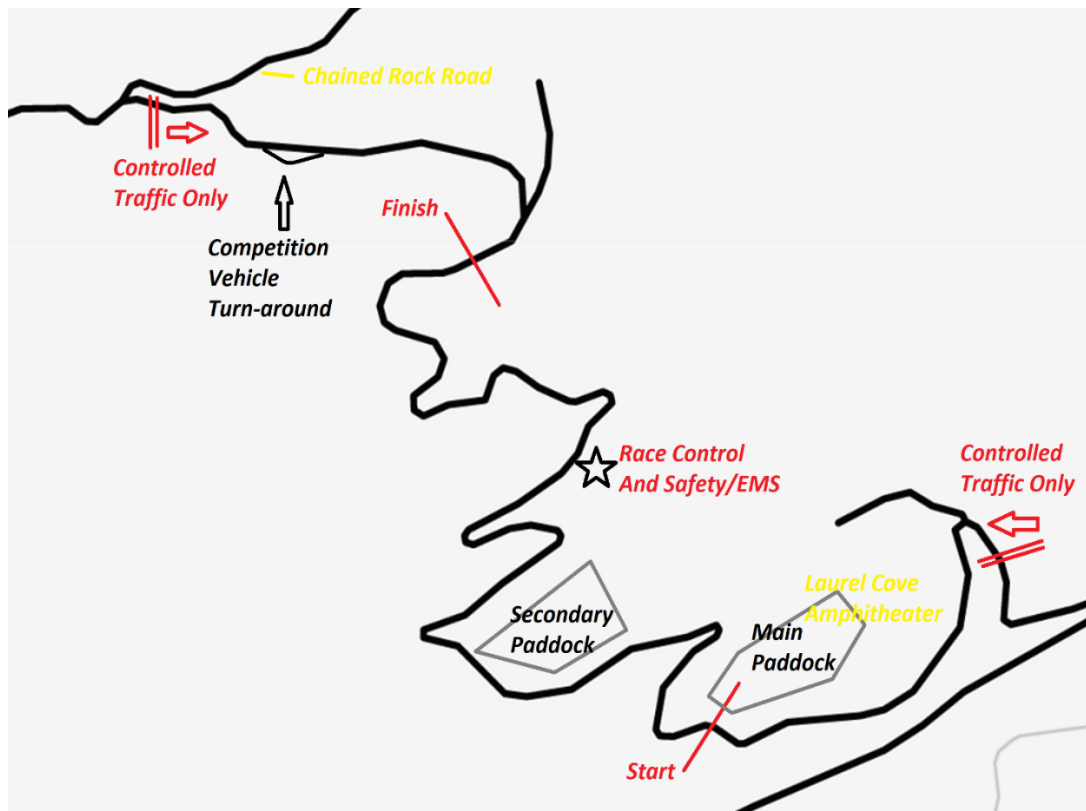 Chained Rock Road
Controlled
Traffic Only
Finish
Competition
Vehicle
Turn-around
Race Control
And Safety/EMS
Controlled
Traffic Only
Laurel Cove
Amphitheater
Secondary
Paddock
Main
Paddock
Start